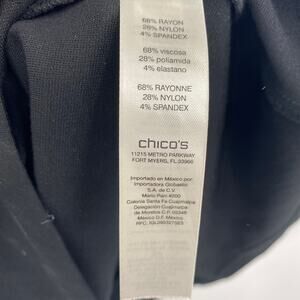 68% RAYON
28% NYLON
4% SPANDEX
68% viscosa
28% poliamida
4% elastano
68% RAYONNE
28% NYLON
4% SPANDEX
chico's
11215 METRO PARKWAY
FORT MYERS, FL 33966
Importado en México por:
Importadora Globastic
S.A. de C.V.
Mario Pani #200
Colonia Santa Fe Cuajimalpa
Delegación Cuajimalpa
de Morelos C.P. 05348
México D.F. México